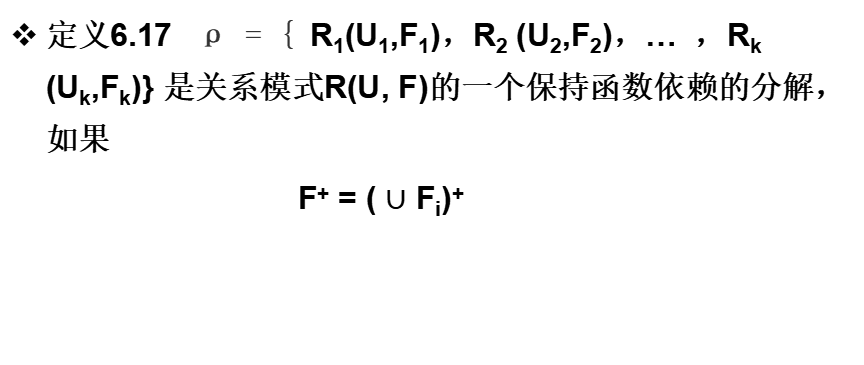 ❖ 定义6.17 ρ = { R₁(U₁,F₁)，R₂ (U₂,F₂)，… ，Rₖ
(Uₖ,Fₖ)} 是关系模式R(U, F)的一个保持函数依赖的分解，
如果
F⁺ = ( ∪ Fᵢ)⁺